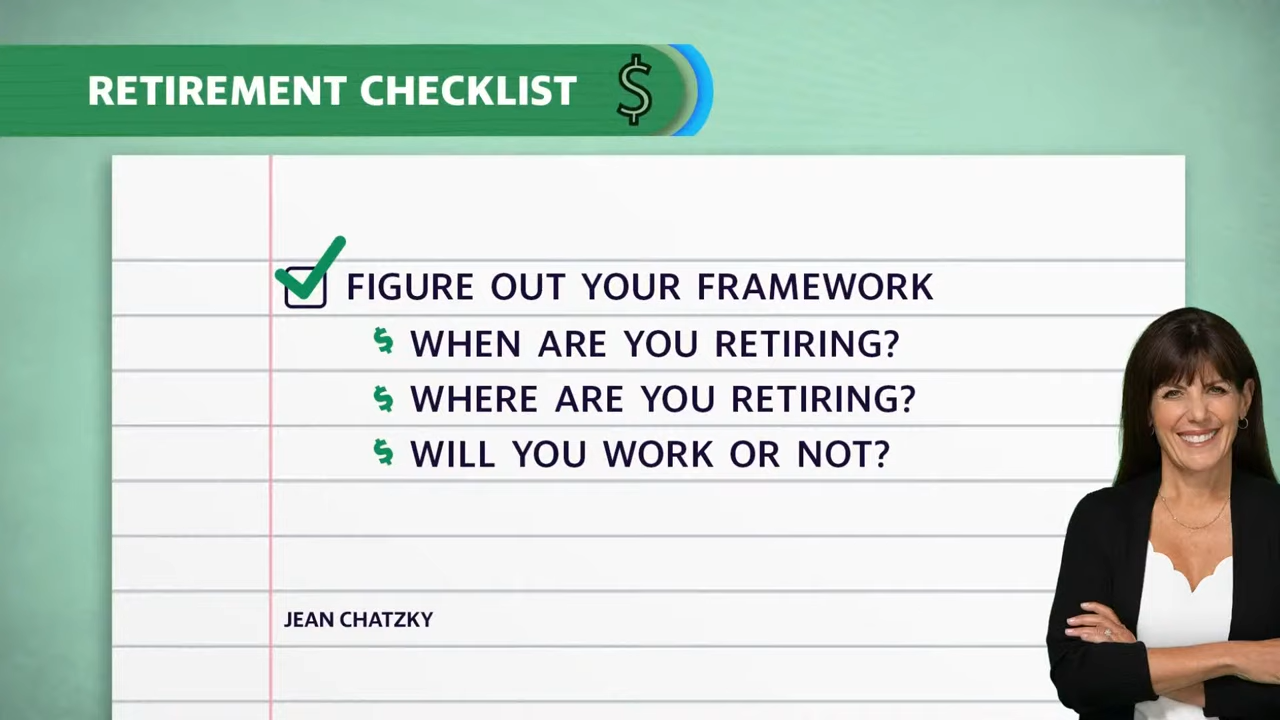 RETIREMENT CHECKLIST $
FIGURE OUT YOUR FRAMEWORK
$ WHEN ARE YOU RETIRING?
$ WHERE ARE YOU RETIRING?
$ WILL YOU WORK OR NOT?
JEAN CHATZKY